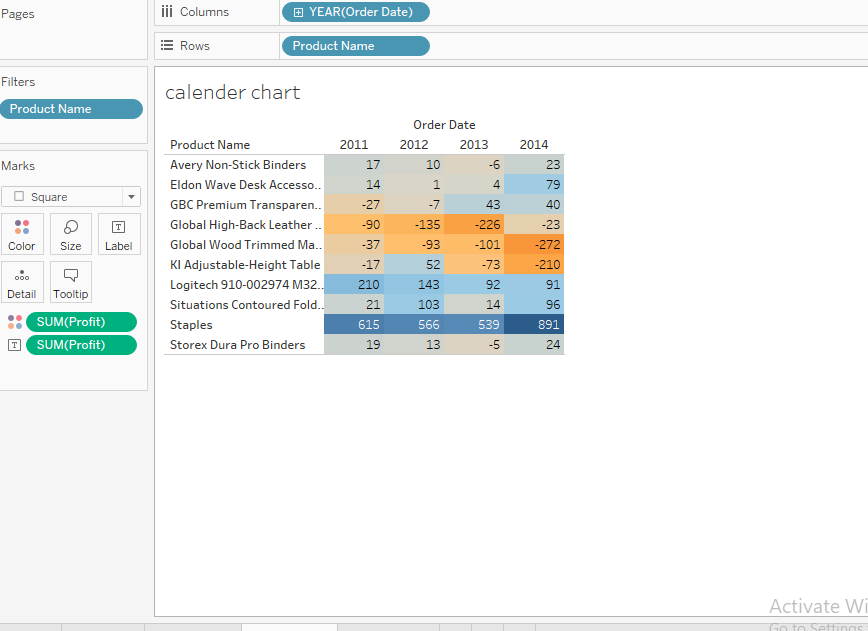 Pages
Columns
YEAR(Order Date)
Rows
Product Name
Filters
Product Name
Marks
Square
Color Size Label
Detail Tooltip
SUM(Profit)
SUM(Profit)
calender chart
Order Date
Product Name 2011 2012 2013 2014
Avery Non-Stick Binders 17 10 -6 23
Eldon Wave Desk Accesso.. 14 1 4 79
GBC Premium Transparen.. -27 -7 43 40
Global High-Back Leather .. -90 -135 -226 -23
Global Wood Trimmed Ma.. -37 -93 -101 -272
KI Adjustable-Height Table -17 52 -73 -210
Logitech 910-002974 M32.. 210 143 92 91
Situations Contoured Fold.. 21 103 14 96
Staples 615 566 539 891
Storex Dura Pro Binders 19 13 -5 24
Activate Wi
Go to Settings